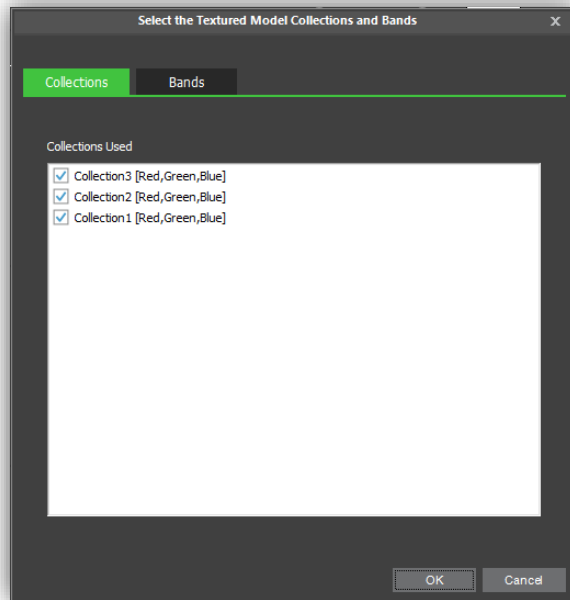 Select the Textured Model Collections and Bands
x
Collections Bands
Collections Used
Collection3 [Red,Green,Blue]
Collection2 [Red,Green,Blue]
Collection1 [Red,Green,Blue]
OK Cancel